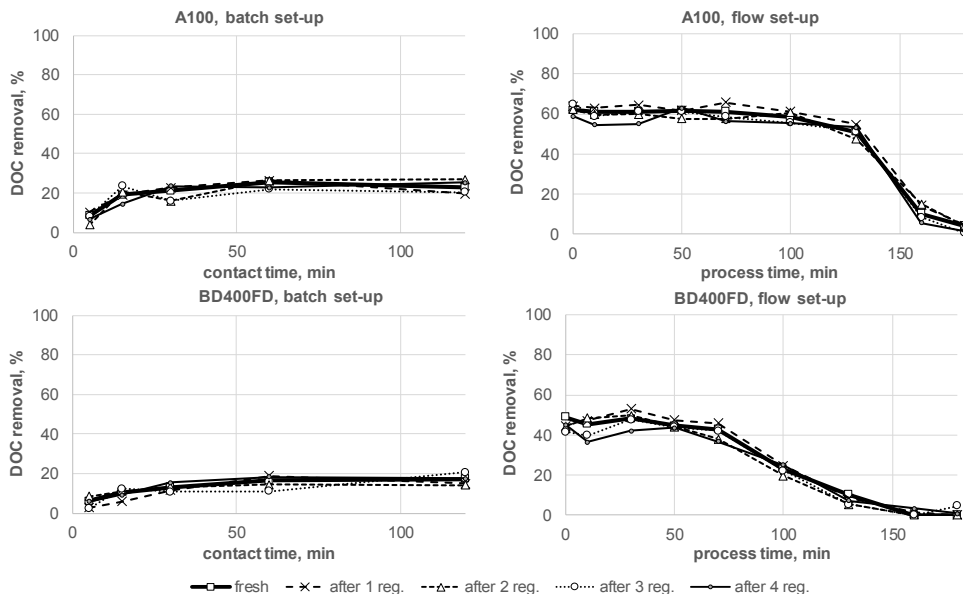 A100, batch set-up
DOC removal, %
100
80
60
40
20
0
0
50
100
contact time, min
A100, flow set-up
DOC removal, %
100
80
60
40
20
0
0
50
100
150
process time, min
BD400FD, batch set-up
DOC removal, %
100
80
60
40
20
0
0
50
100
contact time, min
BD400FD, flow set-up
DOC removal, %
100
80
60
40
20
0
0
50
100
150
process time, min
fresh after 1 reg. after 2 reg. after 3 reg. after 4 reg.